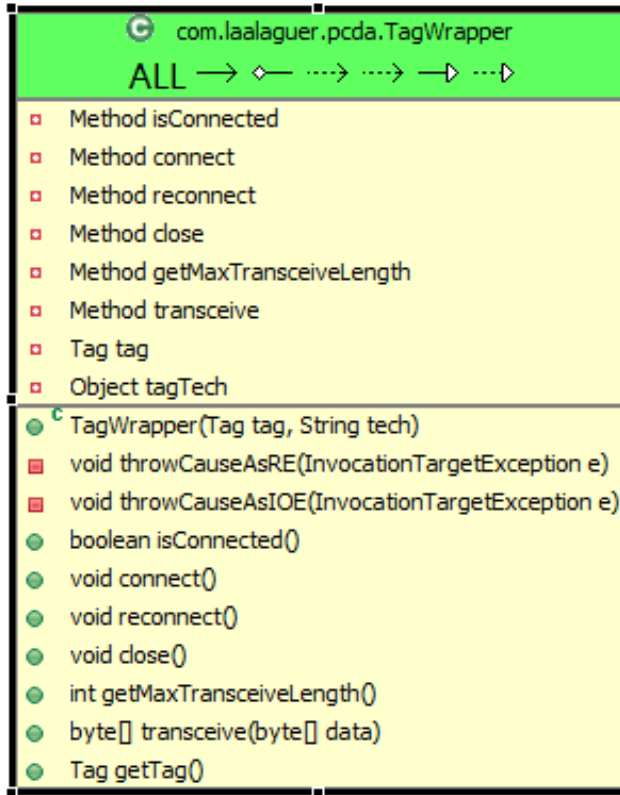 C com.laalaguer.pcda.TagWrapper
ALL
Method isConnected
Method connect
Method reconnect
Method close
Method getMaxTransceiveLength
Method transceive
Tag tag
Object tagTech
C TagWrapper(Tag tag, String tech)
void throwCauseAsRE(InvocationTargetException e)
void throwCauseAsIOE(InvocationTargetException e)
boolean isConnected()
void connect()
void reconnect()
void close()
int getMaxTransceiveLength()
byte[] transceive(byte[] data)
Tag getTag()